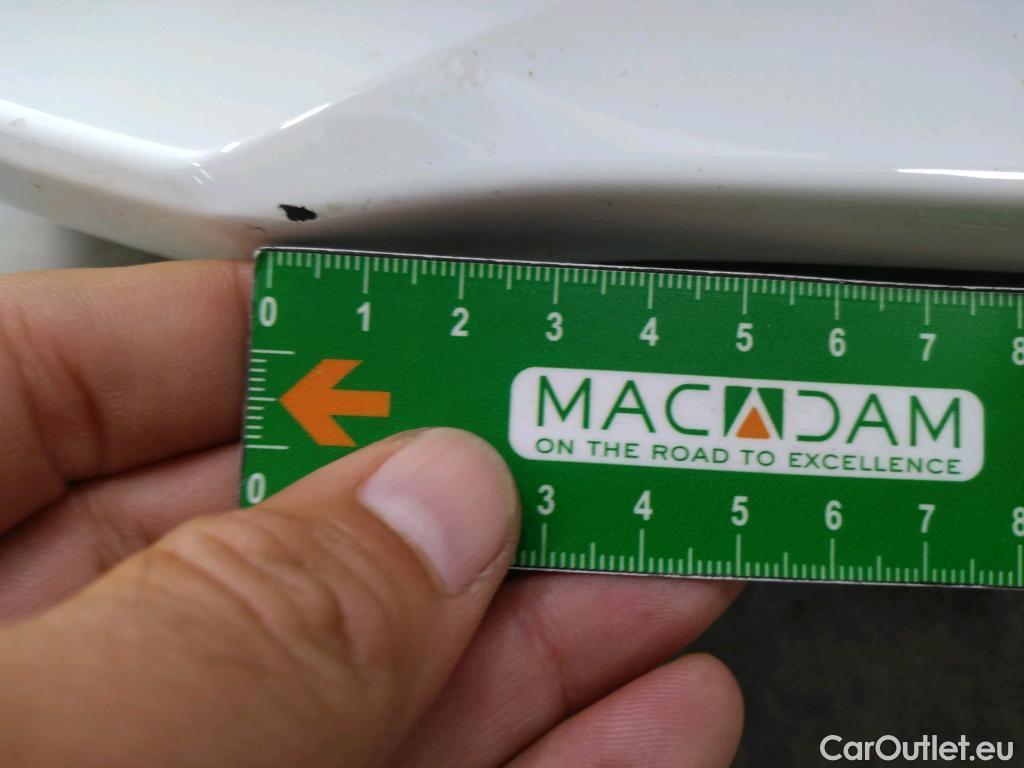 0 1 2 3 4 5 6 7 8
MACADAM
ON THE ROAD TO EXCELLENCE
0 3 4 5 6 7 8
CarOutlet.eu